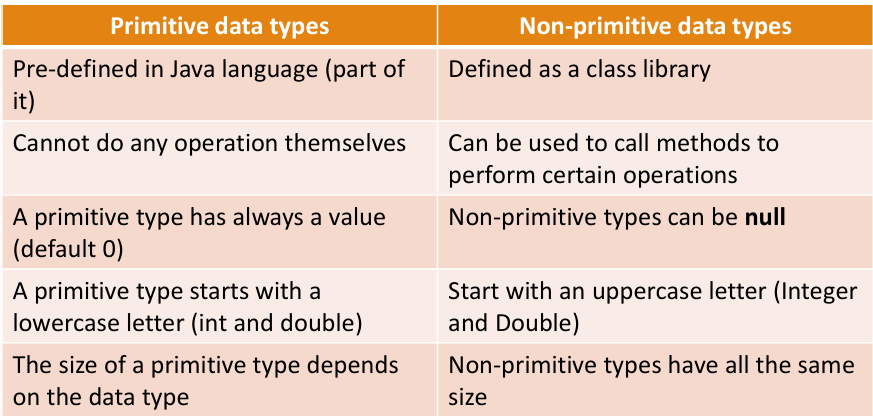 Primitive data types
Non-primitive data types
Pre-defined in Java language (part of
it)
Defined as a class library
Cannot do any operation themselves
Can be used to call methods to
perform certain operations
A primitive type has always a value
(default 0)
Non-primitive types can be null
A primitive type starts with a
lowercase letter (int and double)
Start with an uppercase letter (Integer
and Double)
The size of a primitive type depends
on the data type
Non-primitive types have all the same
size